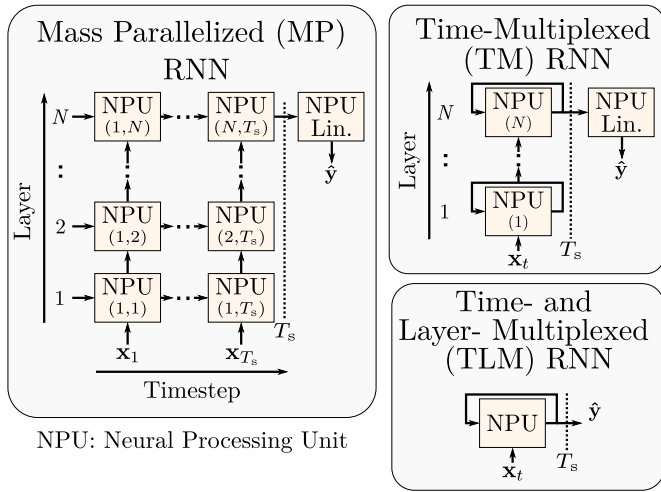 Mass Parallelized (MP)
RNN
N
NPU
(1,N)
NPU
(N,Tₛ)
NPU
Lin.
ŷ
Layer
2
NPU
(1,2)
NPU
(2,Tₛ)
1
NPU
(1,1)
NPU
(1,Tₛ)
Tₛ
x₁
x_Tₛ
Timestep
NPU: Neural Processing Unit
Time-Multiplexed
(TM) RNN
N
NPU
(N)
NPU
Lin.
ŷ
Layer
1
NPU
(1)
xₜ
Tₛ
Time- and
Layer- Multiplexed
(TLM) RNN
NPU
ŷ
xₜ
Tₛ